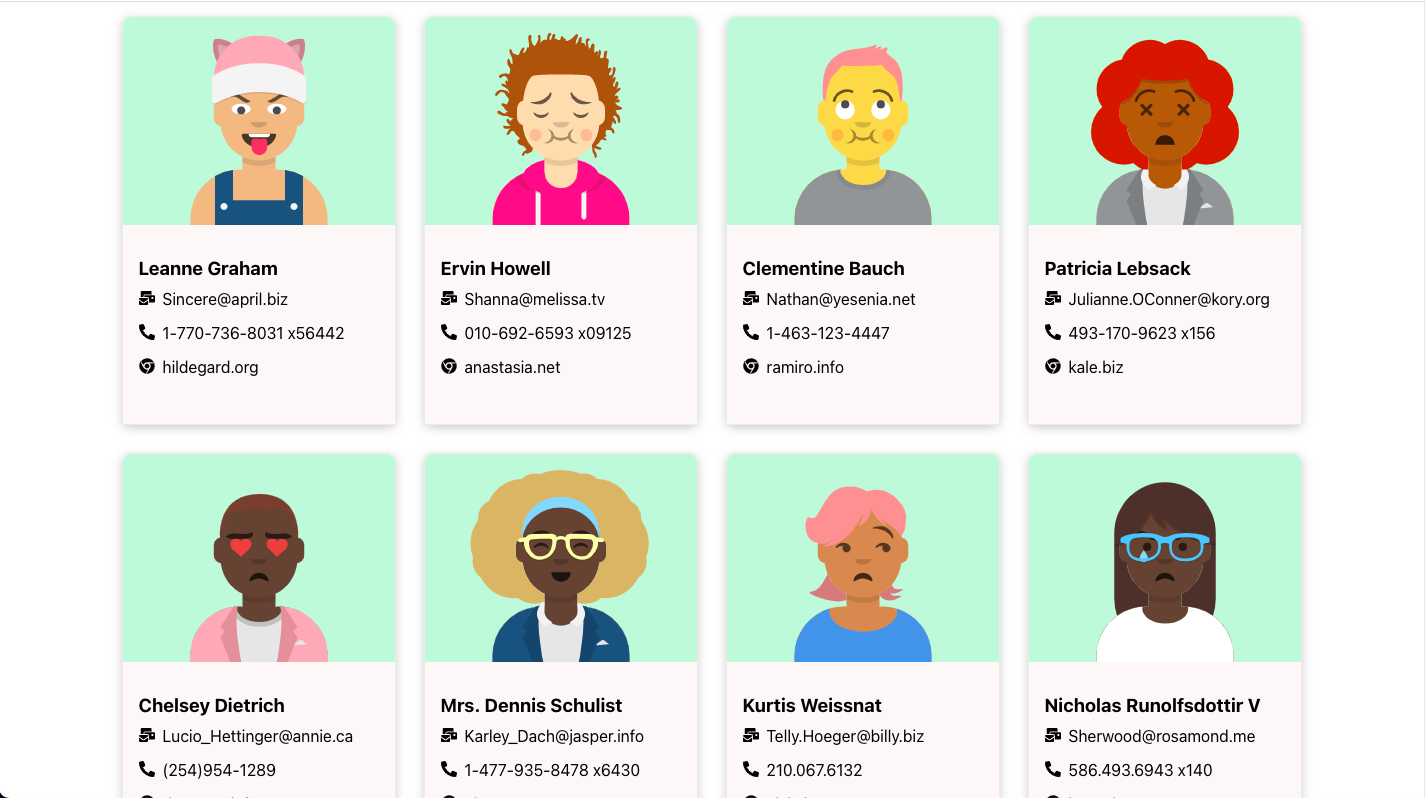 Leanne Graham
Sincere@april.biz
1-770-736-8031 x56442
hildegard.org
Ervin Howell
Shanna@melissa.tv
010-692-6593 x09125
anastasia.net
Clementine Bauch
Nathan@yesenia.net
1-463-123-4447
ramiro.info
Patricia Lebsack
Julianne.OConner@kory.org
493-170-9623 x156
kale.biz
Chelsey Dietrich
Lucio_Hettinger@annie.ca
(254)954-1289
Mrs. Dennis Schulist
Karley_Dach@jasper.info
1-477-935-8478 x6430
Kurtis Weissnat
Telly.Hoeger@billy.biz
210.067.6132
Nicholas Runolfsdottir V
Sherwood@rosamond.me
586.493.6943 x140